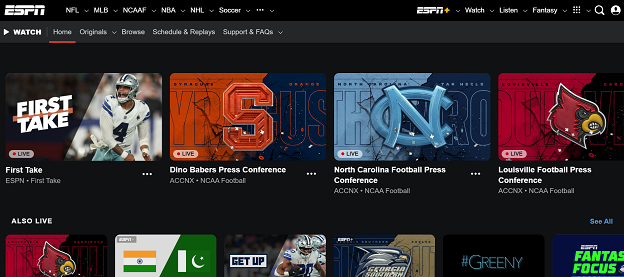 ESPN NFL MLB NCAAF NBA NHL Soccer ••• ESPN+ Watch Listen Fantasy
WATCH Home Originals Browse Schedule & Replays Support & FAQs
FIRST
TAKE
4
LIVE
SYRACUSE ORANGE
S
LIVE
NORTH CAROLINA TAR HEELS
NC
LIVE
LIVE
First Take
ESPN • First Take
Dino Babers Press Conference
ACCNX • NCAA Football
North Carolina Football Press
Conference
ACCNX • NCAA Football
Louisville Football Press
Conference
ACCNX • NCAA Football
ALSO LIVE
See All
ESPN+
GET UP
ESPN+
GEORGIA
SOUTHERN
#GREENY
FANTASY
FOCUS